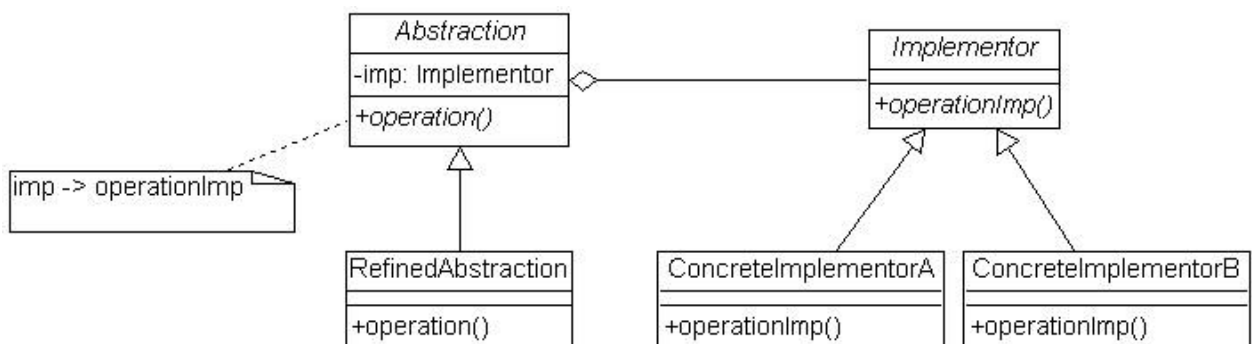 Abstraction
-imp: Implementor
+operation()
Implementor
+operationImp()
imp -> operationImp
RefinedAbstraction
+operation()
ConcreteImplementorA
+operationImp()
ConcreteImplementorB
+operationImp()